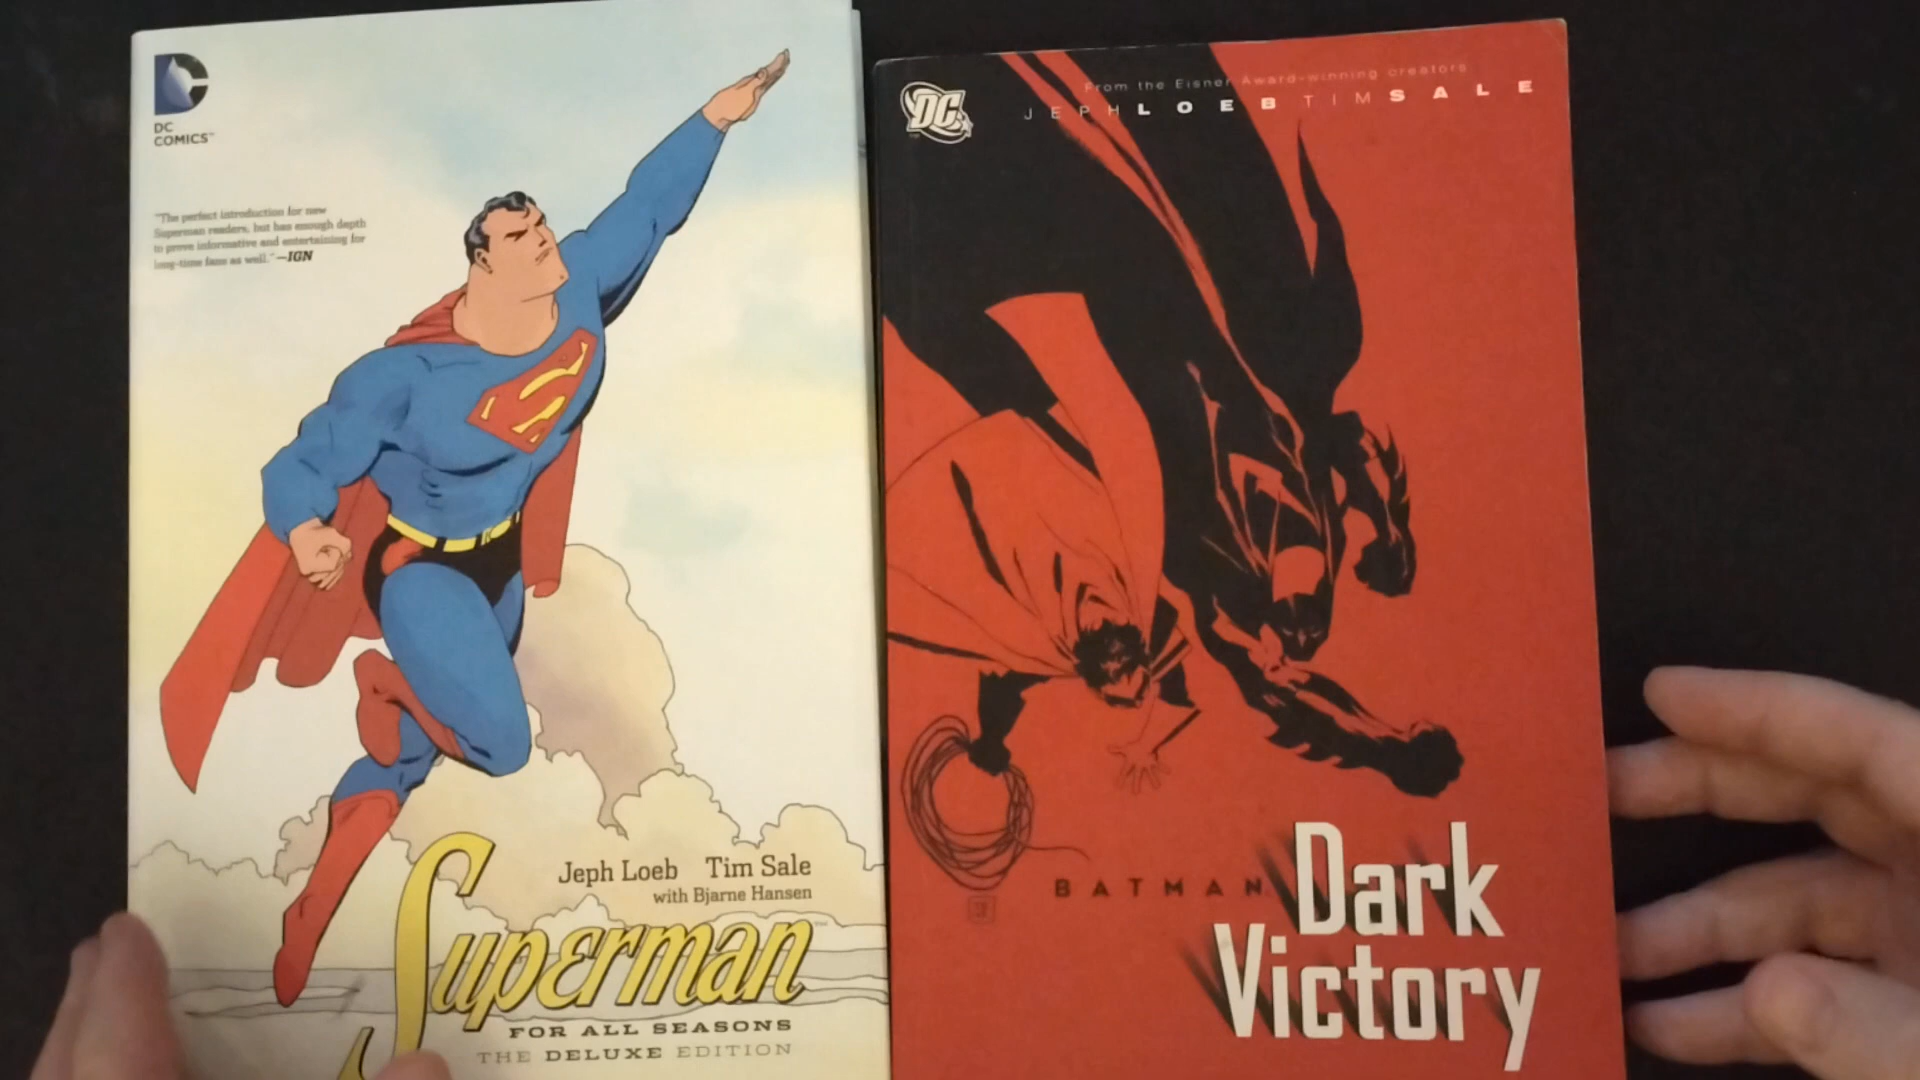 DC
COMICS™
"The perfect introduction for new
Superman readers, but has enough depth
to prove informative and entertaining for
long-time fans as well." —IGN
Jeph Loeb Tim Sale
with Bjarne Hansen
Superman™
FOR ALL SEASONS
THE DELUXE EDITION
DC
From the Eisner Award-winning creators
JEPH LOEB TIM SALE
BATMAN
Dark
Victory